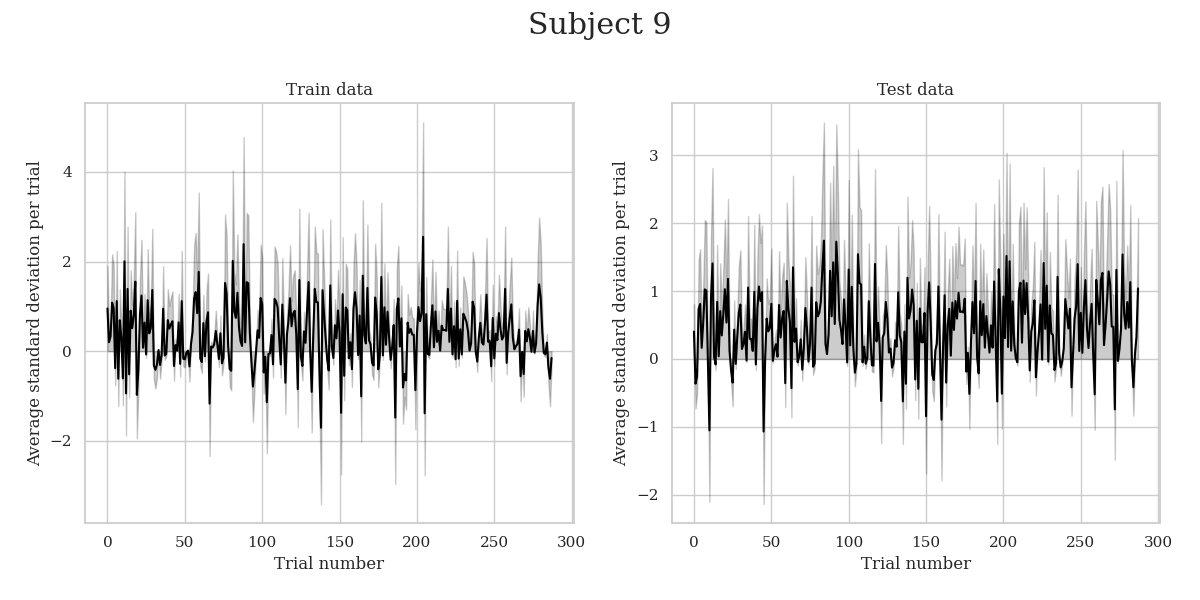 Subject 9
Train data
Average standard deviation per trial
4
2
0
−2
0 50 100 150 200 250 300
Trial number
Test data
Average standard deviation per trial
3
2
1
0
−1
−2
0 50 100 150 200 250 300
Trial number